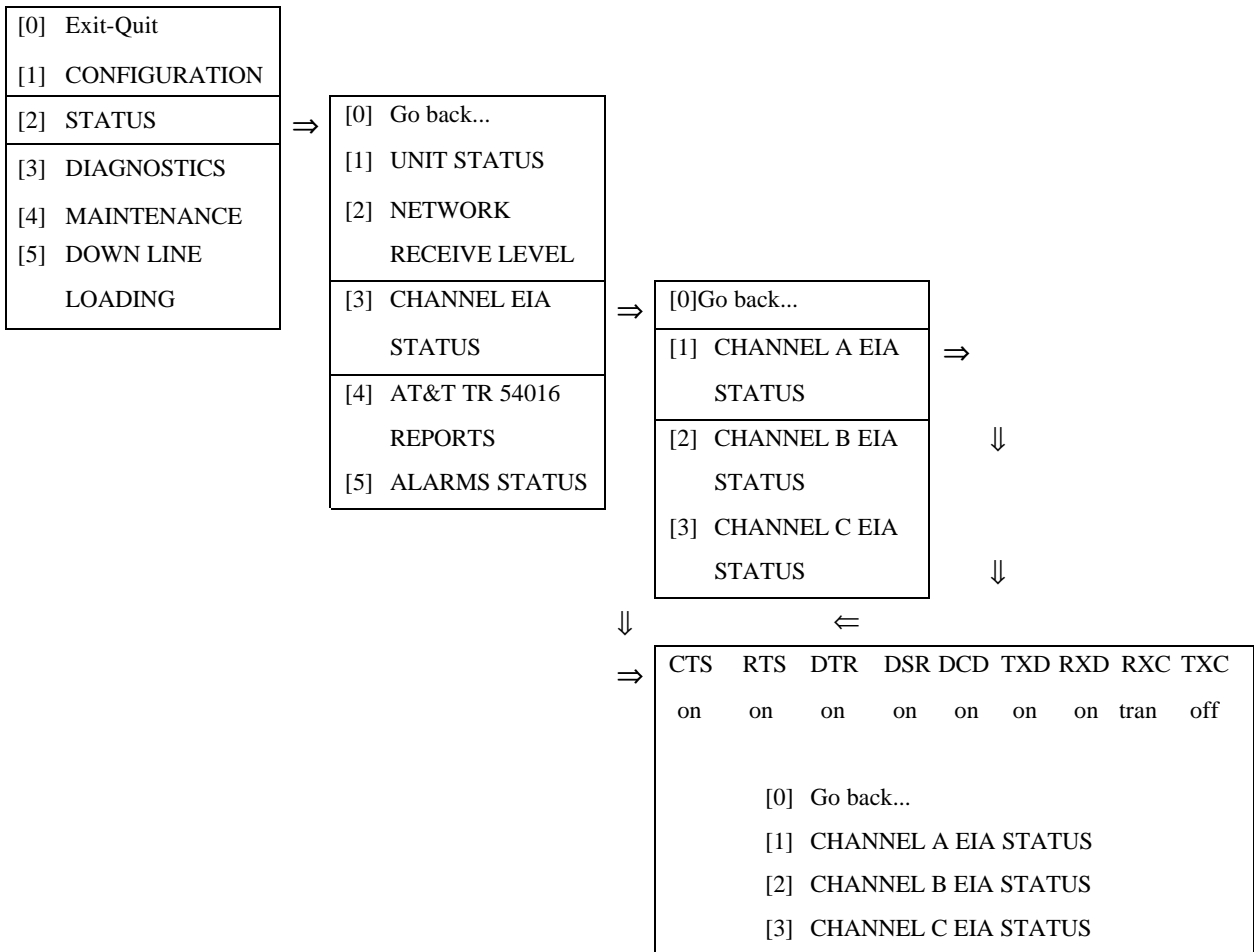 [0] Exit-Quit
[1] CONFIGURATION
[2] STATUS
[3] DIAGNOSTICS
[4] MAINTENANCE
[5] DOWN LINE
LOADING
⇒
[0] Go back...
[1] UNIT STATUS
[2] NETWORK
RECEIVE LEVEL
[3] CHANNEL EIA
STATUS
[4] AT&T TR 54016
REPORTS
[5] ALARMS STATUS
⇒
[0]Go back...
[1] CHANNEL A EIA
STATUS
[2] CHANNEL B EIA
STATUS
[3] CHANNEL C EIA
STATUS
⇒
⇓
⇓
⇓ ⇐
⇒
CTS RTS DTR DSR DCD TXD RXD RXC TXC
on on on on on on on tran off
[0] Go back...
[1] CHANNEL A EIA STATUS
[2] CHANNEL B EIA STATUS
[3] CHANNEL C EIA STATUS